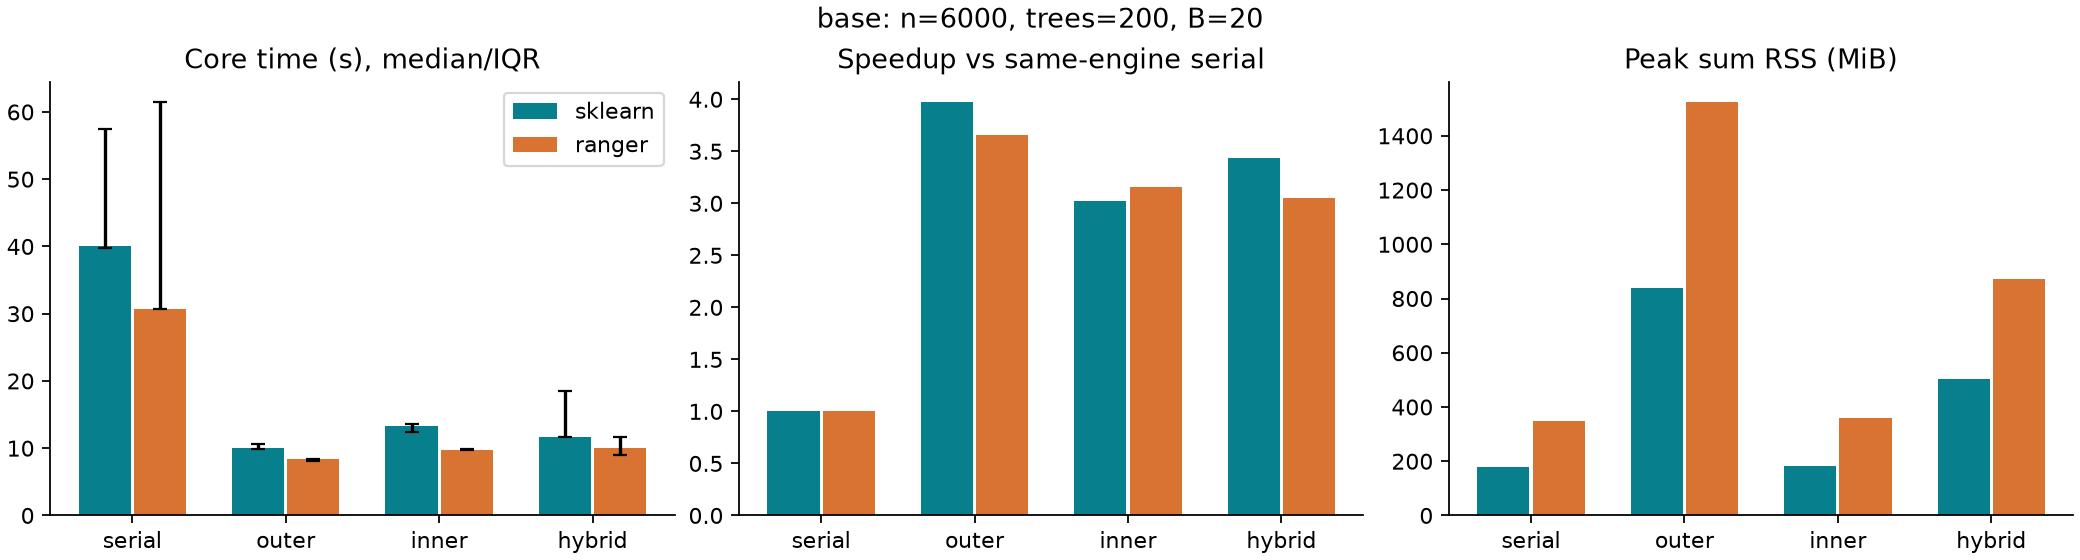 base: n=6000, trees=200, B=20
Core time (s), median/IQR
60
50
40
30
20
10
0
serial outer inner hybrid
sklearn
ranger
Speedup vs same-engine serial
4.0
3.5
3.0
2.5
2.0
1.5
1.0
0.5
0.0
serial outer inner hybrid
Peak sum RSS (MiB)
1400
1200
1000
800
600
400
200
0
serial outer inner hybrid